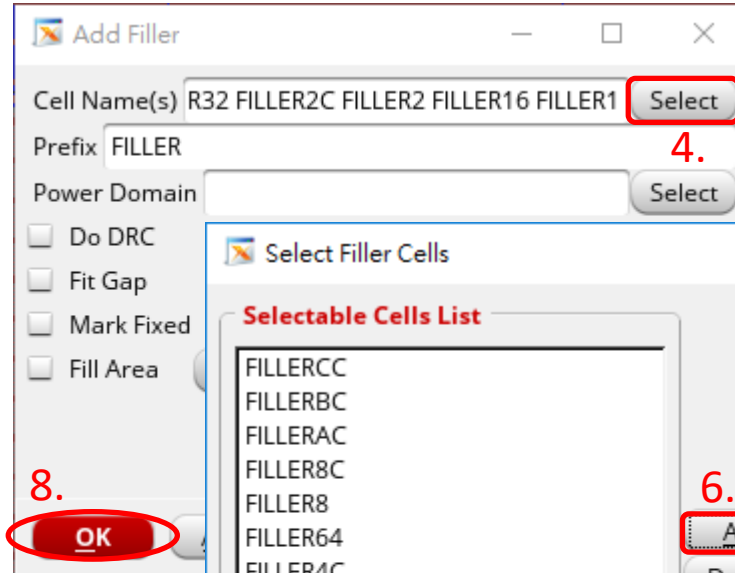 Add Filler
Cell Name(s) R32 FILLER2C FILLER2 FILLER16 FILLER1 Select
4.
Prefix FILLER
Power Domain Select
Do DRC
Fit Gap
Mark Fixed
Fill Area
Select Filler Cells
Selectable Cells List
FILLERCC
FILLERBC
FILLERAC
FILLER8C
FILLER8
FILLER64
FILLER4C
6.
A
8.
OK